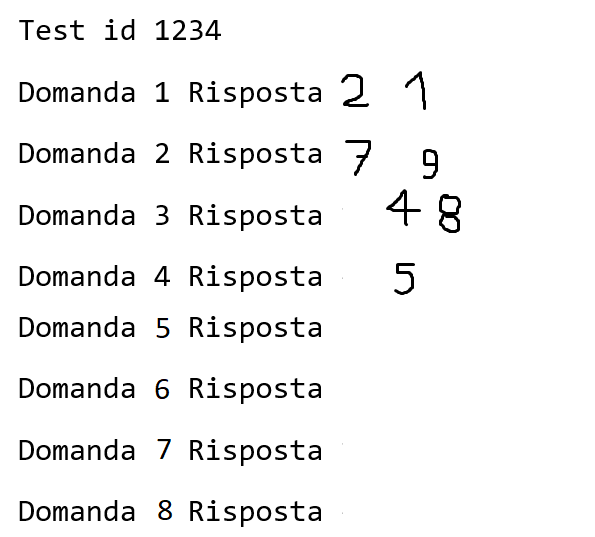 Test id 1234
Domanda 1 Risposta 2 1
Domanda 2 Risposta 7 9
Domanda 3 Risposta 4 8
Domanda 4 Risposta 5
Domanda 5 Risposta
Domanda 6 Risposta
Domanda 7 Risposta
Domanda 8 Risposta